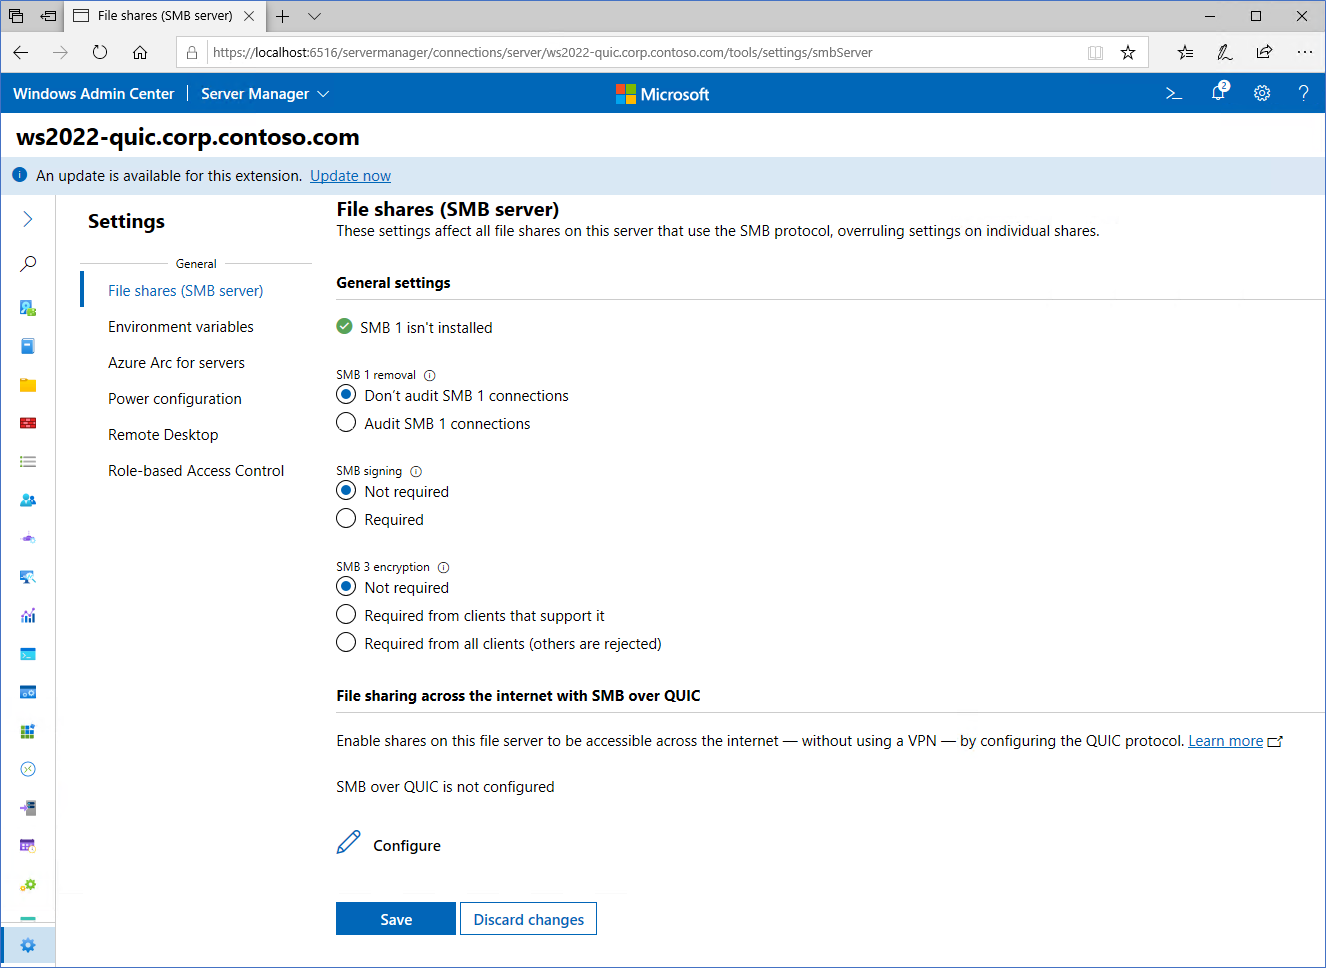 File shares (SMB server)
https://localhost:6516/servermanager/connections/server/ws2022-quic.corp.contoso.com/tools/settings/smbServer
Windows Admin Center | Server Manager
Microsoft
2
?
ws2022-quic.corp.contoso.com
An update is available for this extension. Update now
Settings
General
File shares (SMB server)
Environment variables
Azure Arc for servers
Power configuration
Remote Desktop
Role-based Access Control
File shares (SMB server)
These settings affect all file shares on this server that use the SMB protocol, overruling settings on individual shares.
General settings
SMB 1 isn't installed
SMB 1 removal
Don't audit SMB 1 connections
Audit SMB 1 connections
SMB signing
Not required
Required
SMB 3 encryption
Not required
Required from clients that support it
Required from all clients (others are rejected)
File sharing across the internet with SMB over QUIC
Enable shares on this file server to be accessible across the internet — without using a VPN — by configuring the QUIC protocol. Learn more
SMB over QUIC is not configured
Configure
Save
Discard changes